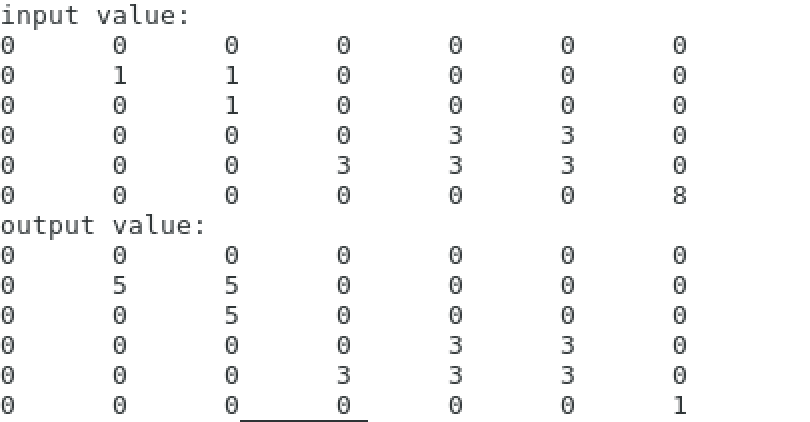 input value:
0 0 0 0 0 0 0
0 1 1 0 0 0 0
0 0 1 0 0 0 0
0 0 0 0 3 3 0
0 0 0 3 3 3 0
0 0 0 0 0 0 8
output value:
0 0 0 0 0 0 0
0 5 5 0 0 0 0
0 0 5 0 0 0 0
0 0 0 0 3 3 0
0 0 0 3 3 3 0
0 0 0 0 0 0 1